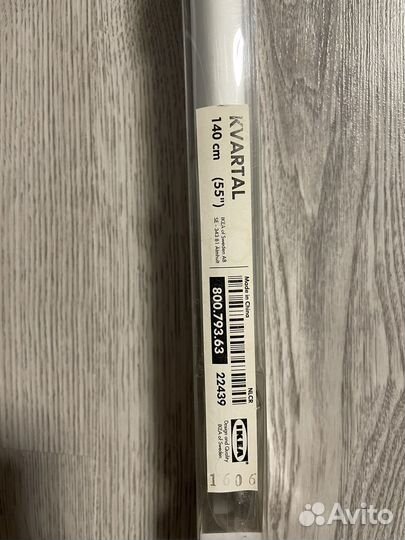 KVARTAL
140 cm (55")
IKEA of Sweden AB
SE - 343 81 Älmhult
Made in China
800.793.63
22439
NLCR
IKEA
Design and Quality
IKEA of Sweden
1606
Avito